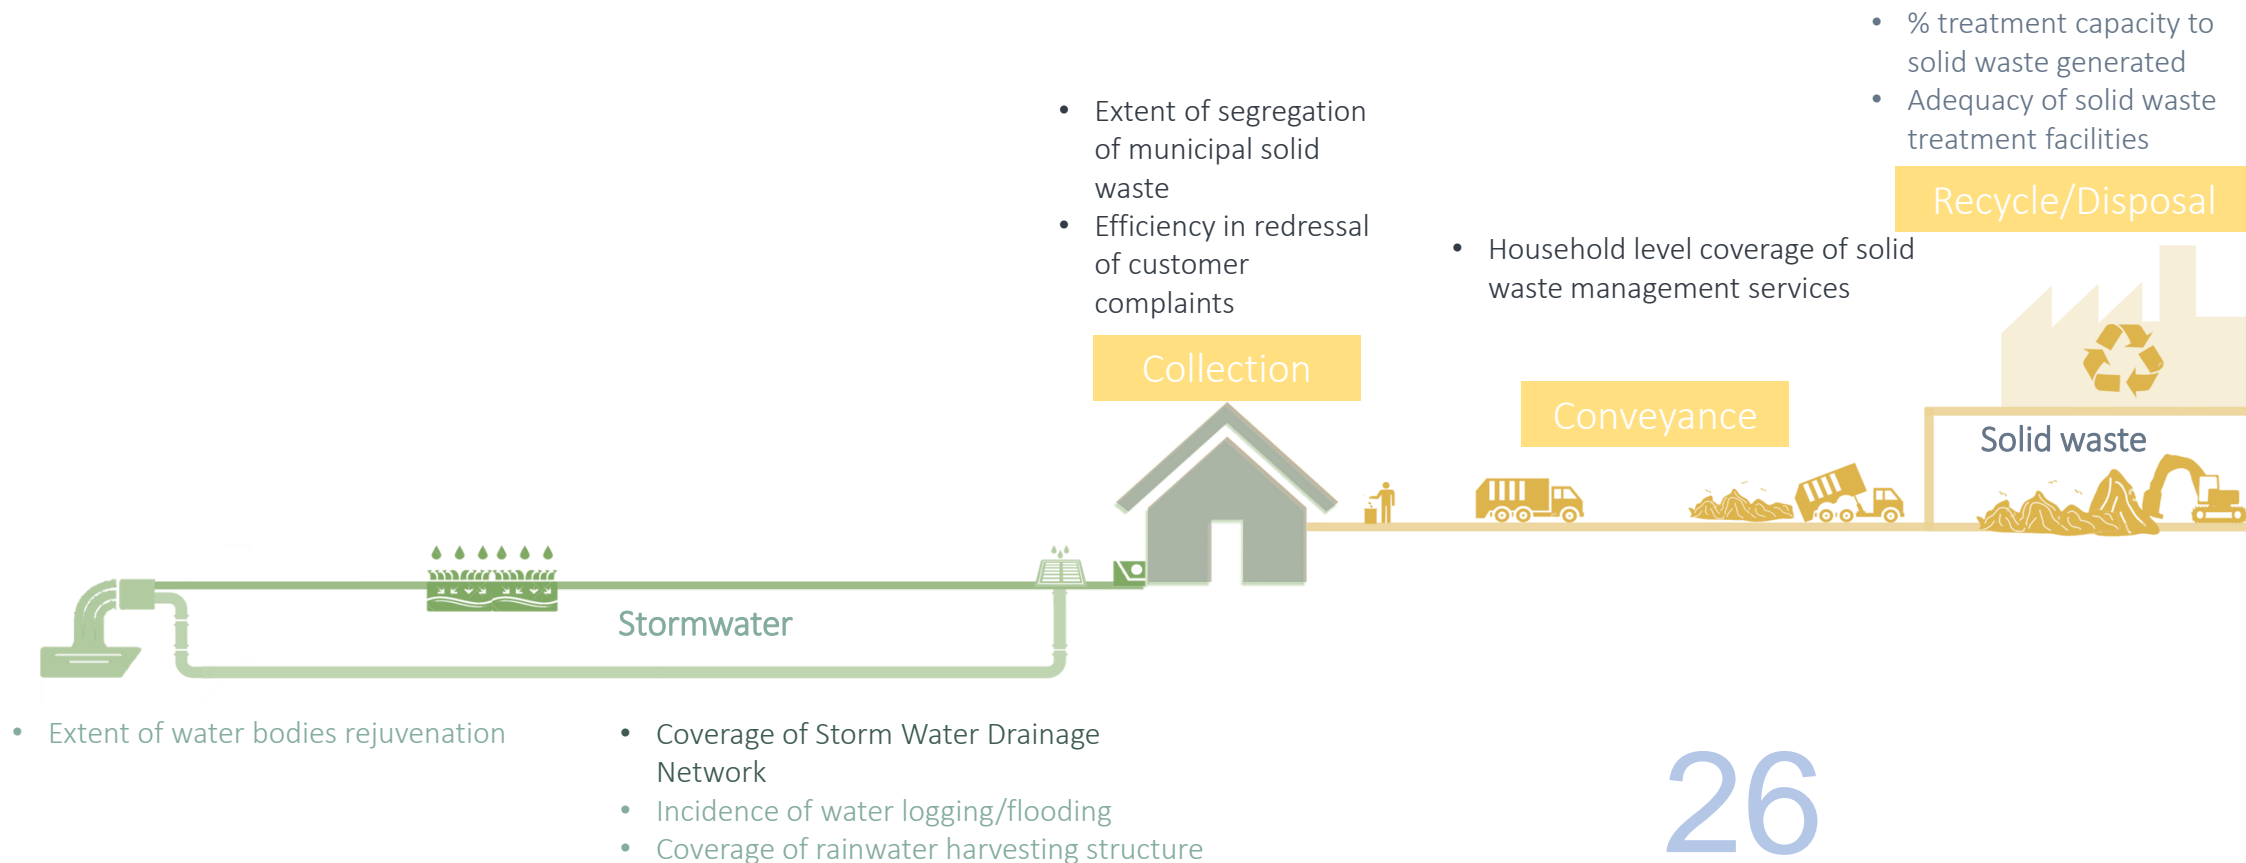 • % treatment capacity to
solid waste generated
• Adequacy of solid waste
treatment facilities
Recycle/Disposal
• Extent of segregation
of municipal solid
waste
• Efficiency in redressal
of customer
complaints
Collection
• Household level coverage of solid
waste management services
Conveyance
Solid waste
Stormwater
• Extent of water bodies rejuvenation
• Coverage of Storm Water Drainage
Network
• Incidence of water logging/flooding
• Coverage of rainwater harvesting structure
26